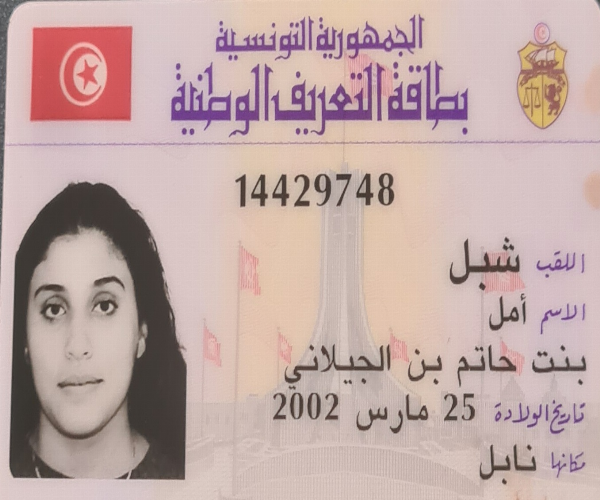 الجمهورية التونسية
بطاقة التعريف الوطنية
14429748
اللقب شبل
الاسم أمل
بنت حاتم بن الجيلاني
تاريخ الولادة 25 مارس 2002
مكانها نابل